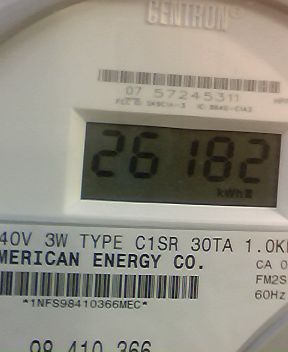 CENTRON®
07 57245311
26182
kWh
40V 3W TYPE C1SR 30TA 1.0K
MERICAN ENERGY CO.
CA 0
FM2S
60Hz
*1NFS98410366MEC*
98 410 366